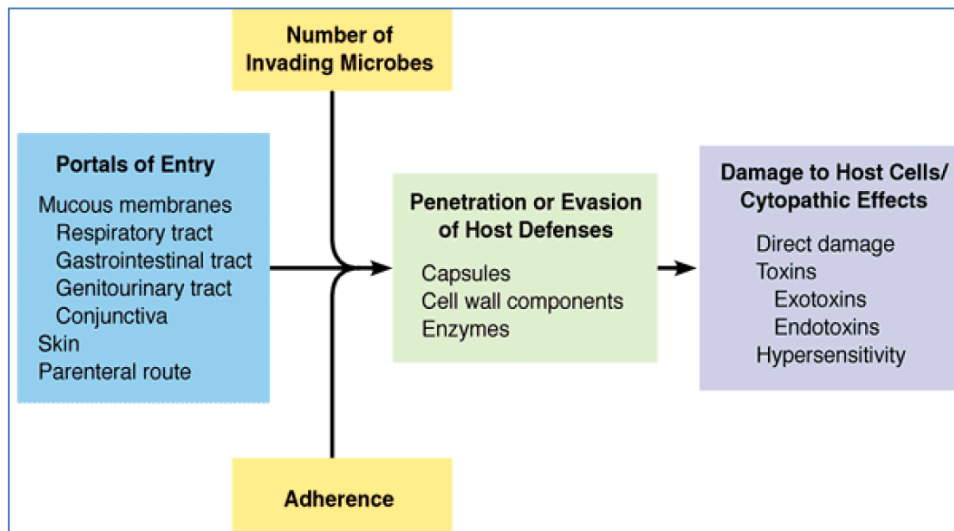 Number of
Invading Microbes
Portals of Entry
Mucous membranes
Respiratory tract
Gastrointestinal tract
Genitourinary tract
Conjunctiva
Skin
Parenteral route
Penetration or Evasion
of Host Defenses
Capsules
Cell wall components
Enzymes
Damage to Host Cells/
Cytopathic Effects
Direct damage
Toxins
Exotoxins
Endotoxins
Hypersensitivity
Adherence